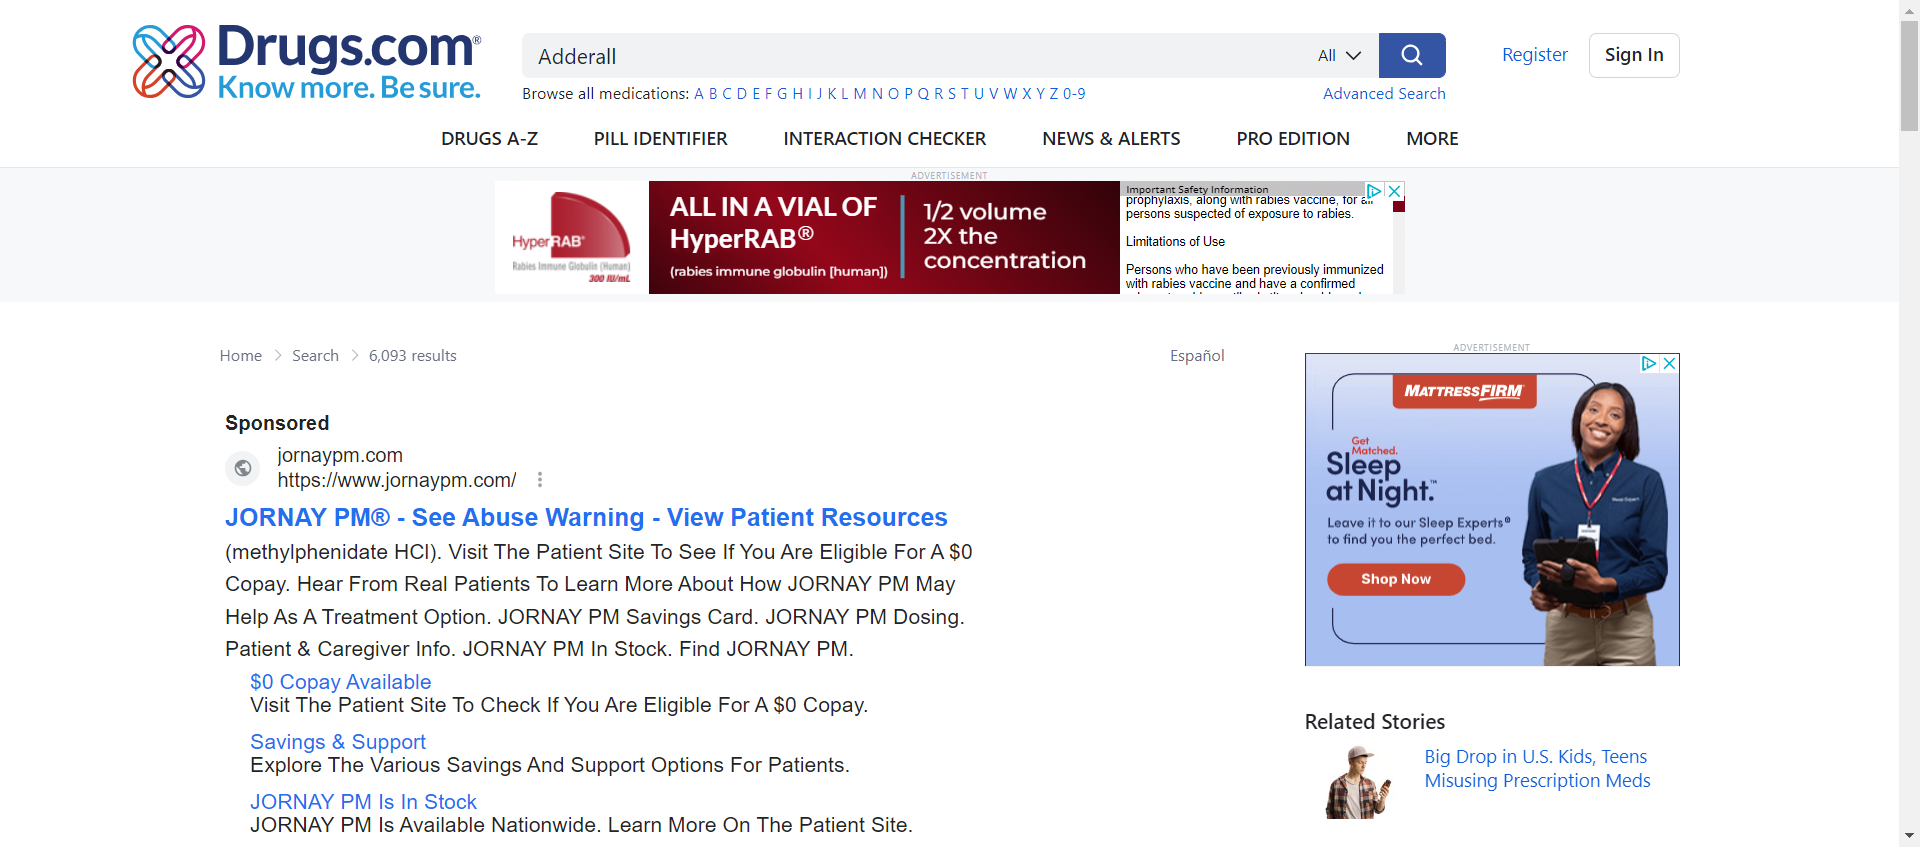 Drugs.com®
Know more. Be sure.
Adderall
All
Register
Sign In
Browse all medications: A B C D E F G H I J K L M N O P Q R S T U V W X Y Z 0-9
Advanced Search
DRUGS A-Z
PILL IDENTIFIER
INTERACTION CHECKER
NEWS & ALERTS
PRO EDITION
MORE
ADVERTISEMENT
HyperRAB®
Rabies Immune Globulin (Human)
300 IU/mL
ALL IN A VIAL OF
HyperRAB®
(rabies immune globulin [human])
1/2 volume
2X the
concentration
Important Safety Information
prophylaxis, along with rabies vaccine, for all
persons suspected of exposure to rabies.
Limitations of Use
Persons who have been previously immunized
with rabies vaccine and have a confirmed
Home
Search
6,093 results
Español
Sponsored
jornaypm.com
https://www.jornaypm.com/
JORNAY PM® - See Abuse Warning - View Patient Resources
(methylphenidate HCl). Visit The Patient Site To See If You Are Eligible For A $0
Copay. Hear From Real Patients To Learn More About How JORNAY PM May
Help As A Treatment Option. JORNAY PM Savings Card. JORNAY PM Dosing.
Patient & Caregiver Info. JORNAY PM In Stock. Find JORNAY PM.
$0 Copay Available
Visit The Patient Site To Check If You Are Eligible For A $0 Copay.
Savings & Support
Explore The Various Savings And Support Options For Patients.
JORNAY PM Is In Stock
JORNAY PM Is Available Nationwide. Learn More On The Patient Site.
ADVERTISEMENT
MATTRESSFIRM
Get
Matched.
Sleep
at Night.™
Leave it to our Sleep Experts®
to find you the perfect bed.
Shop Now
Related Stories
Big Drop in U.S. Kids, Teens
Misusing Prescription Meds